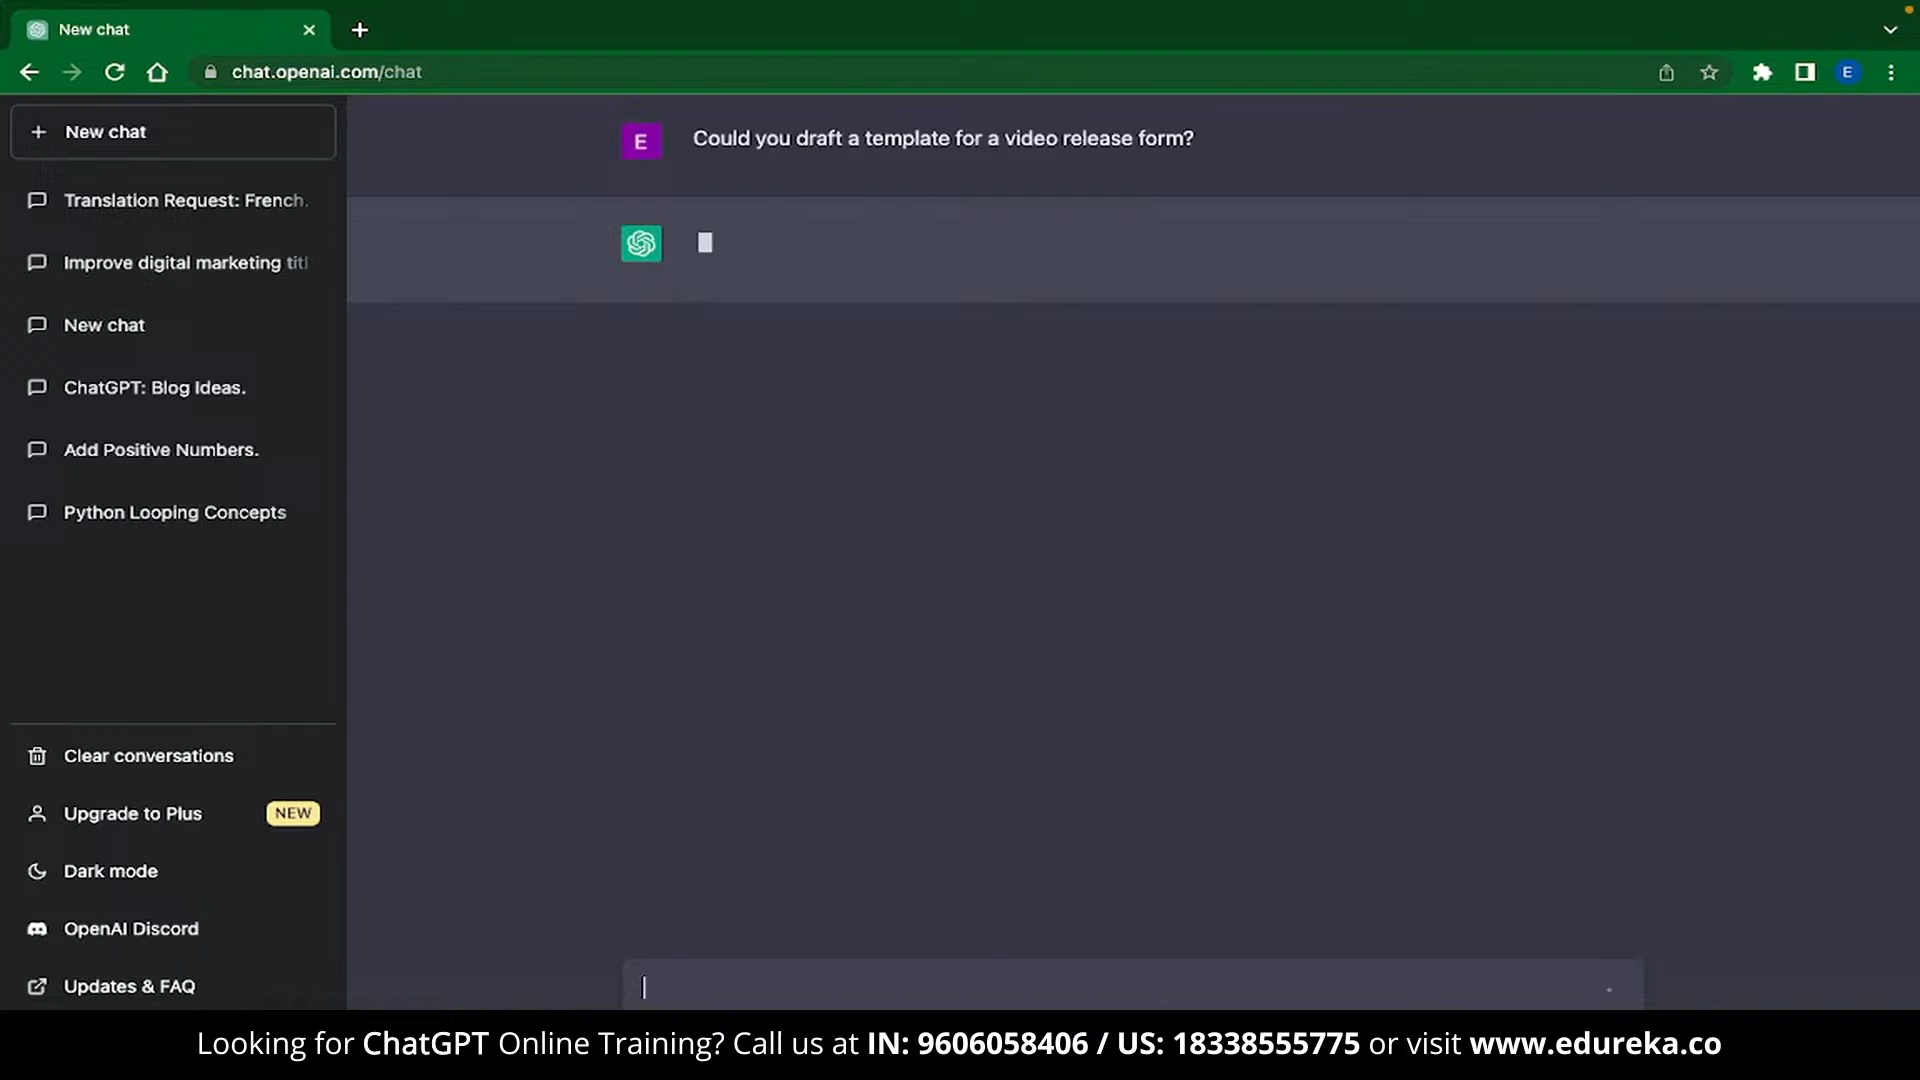 New chat
chat.openai.com/chat
E
New chat
Translation Request: French.
Improve digital marketing titl
New chat
ChatGPT: Blog Ideas.
Add Positive Numbers.
Python Looping Concepts
Clear conversations
Upgrade to Plus NEW
Dark mode
OpenAI Discord
Updates & FAQ
E Could you draft a template for a video release form?
Looking for ChatGPT Online Training? Call us at IN: 9606058406 / US: 18338555775 or visit www.edureka.co